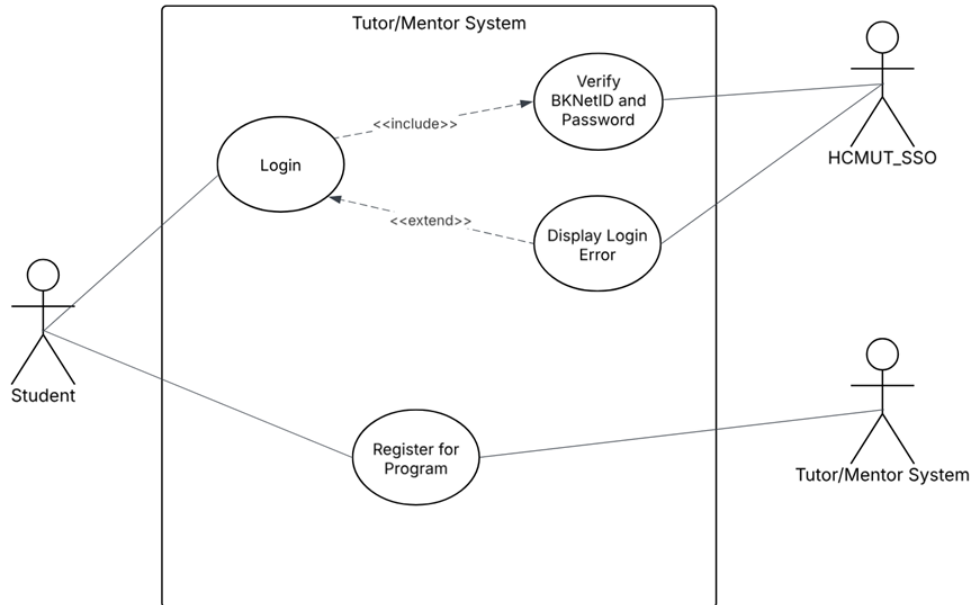 Tutor/Mentor System
Verify
BKNetID and
Password
<<include>>
HCMUT_SSO
Login
<<extend>>
Display Login
Error
Student
Register for
Program
Tutor/Mentor System